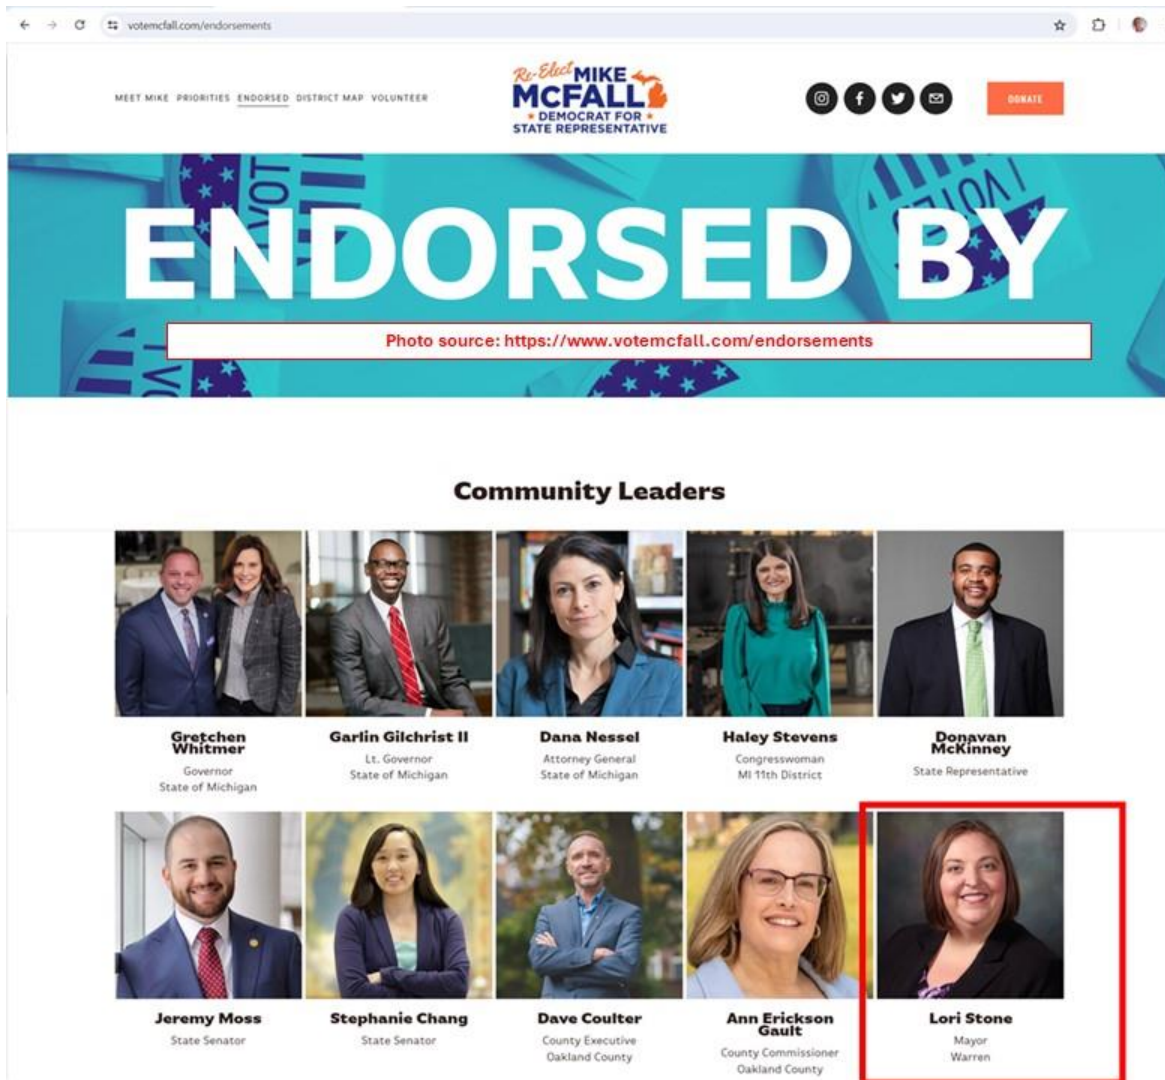 votemcfall.com/endorsements
MEET MIKE PRIORITIES ENDORSED DISTRICT MAP VOLUNTEER
Re-Elect MIKE
MCFALL
DEMOCRAT FOR
STATE REPRESENTATIVE
DONATE
VOT
VOTE
ENDORSED BY
Photo source: https://www.votemcfall.com/endorsements
Community Leaders
Gretchen
Whitmer
Governor
State of Michigan
Garlin Gilchrist II
Lt. Governor
State of Michigan
Dana Nessel
Attorney General
State of Michigan
Haley Stevens
Congresswoman
MI 11th District
Donavan
McKinney
State Representative
Jeremy Moss
State Senator
Stephanie Chang
State Senator
Dave Coulter
County Executive
Oakland County
Ann Erickson
Gault
County Commissioner
Oakland County
Lori Stone
Mayor
Warren